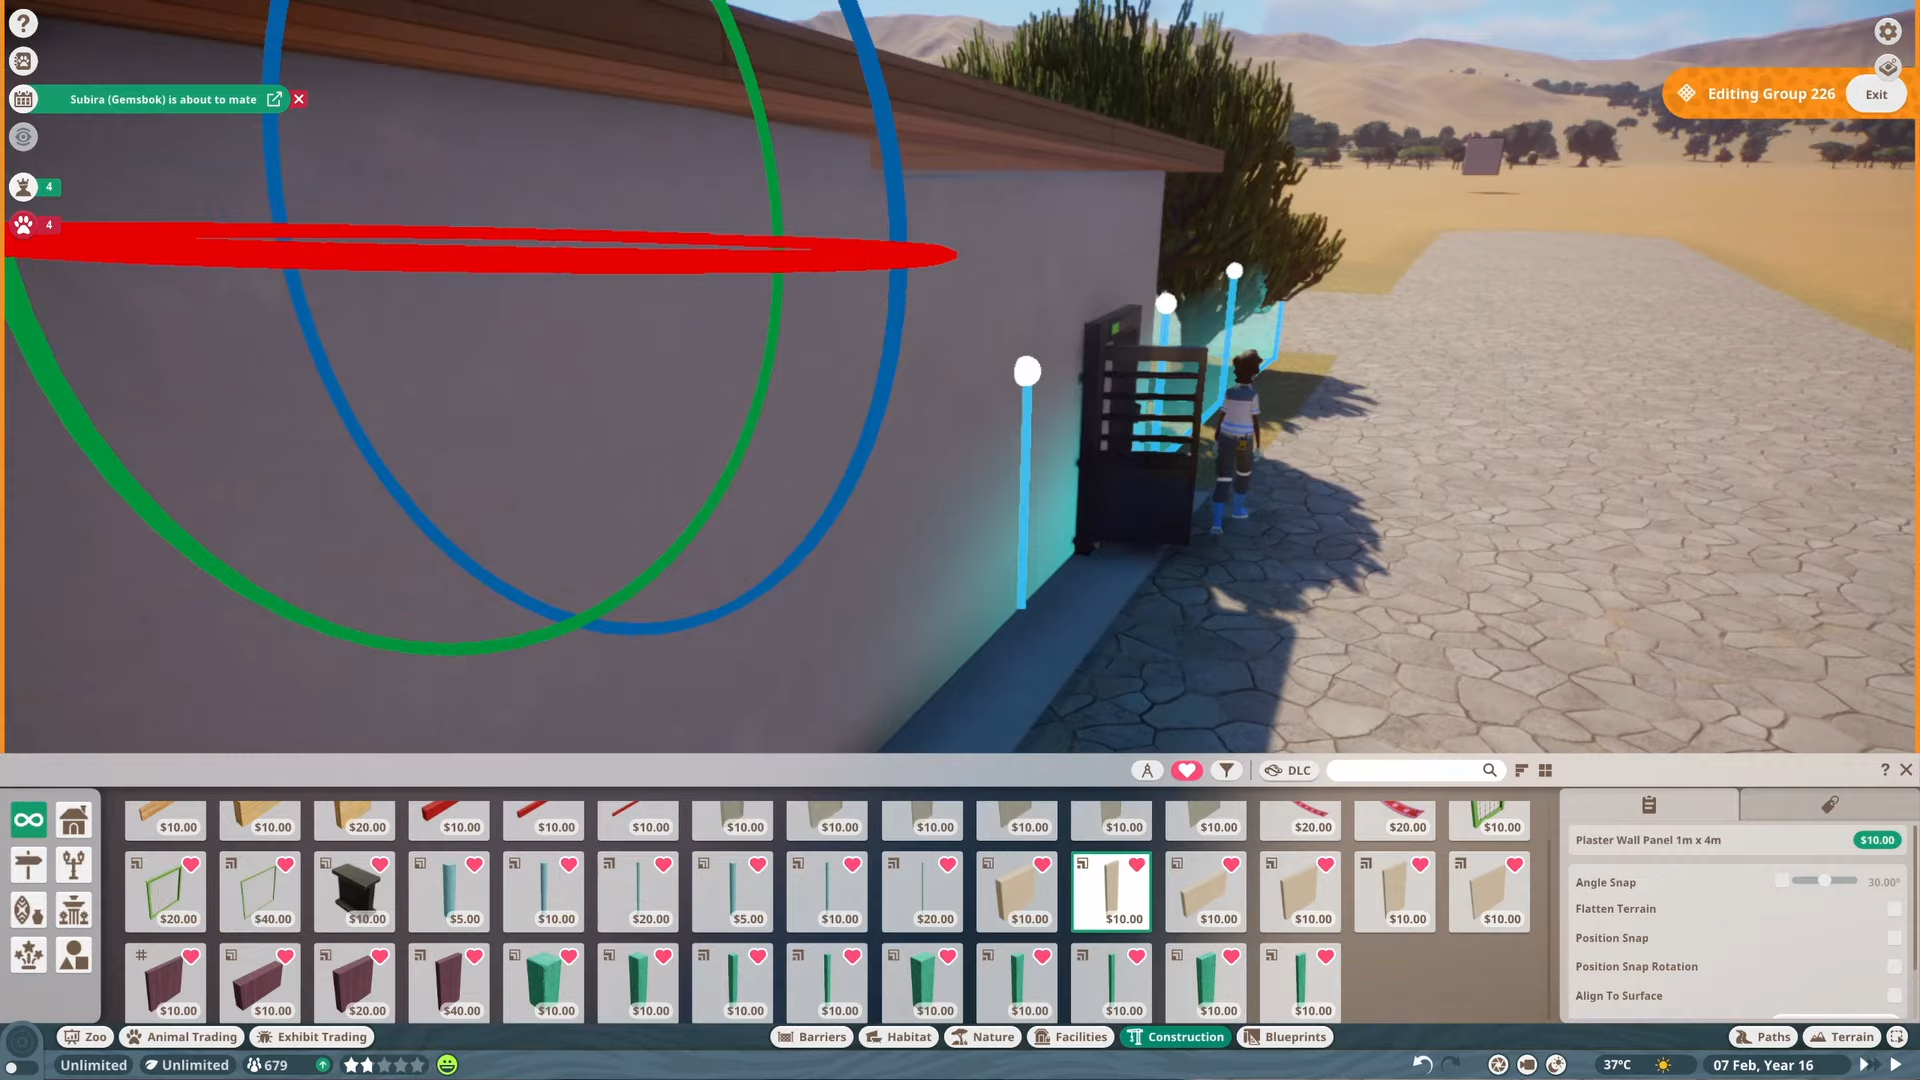 Subira (Gemsbok) is about to mate
Editing Group 226
Exit
4
4
DLC
$10.00 $10.00 $20.00 $10.00 $10.00 $10.00 $10.00 $10.00 $10.00 $10.00 $10.00 $10.00 $20.00 $20.00 $10.00
$20.00 $40.00 $10.00 $5.00 $10.00 $20.00 $5.00 $10.00 $20.00 $10.00 $10.00 $10.00 $10.00 $10.00 $10.00
$10.00 $10.00 $20.00 $40.00 $10.00 $10.00 $10.00 $10.00 $10.00 $10.00 $10.00 $10.00 $10.00
Plaster Wall Panel 1m x 4m $10.00
Angle Snap 30.00°
Flatten Terrain
Position Snap
Position Snap Rotation
Align To Surface
Zoo Animal Trading Exhibit Trading Barriers Habitat Nature Facilities Construction Blueprints Paths Terrain
Unlimited Unlimited 679 37°C 07 Feb, Year 16